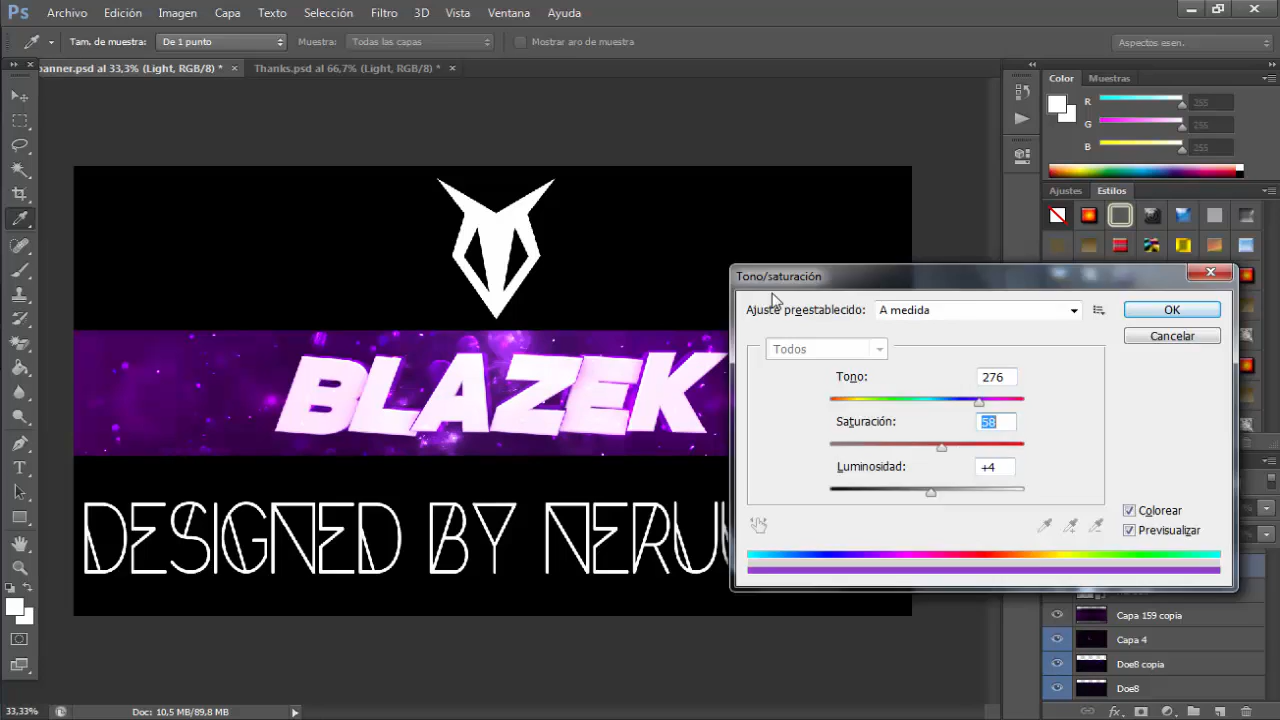 Ps Archivo Edición Imagen Capa Texto Selección Filtro 3D Vista Ventana Ayuda
Tam. de muestra: De 1 punto Muestra: Todas las capas Mostrar aro de muestra Aspectos esen.
banner.psd al 33,3% (Light, RGB/8) * × Thanks.psd al 66,7% (Light, RGB/8) * ×
Color Muestras
R 255
G 255
B 255
Ajustes Estilos
BLAZEK
DESIGNED BY
Tono/saturación
Ajuste preestablecido: A medida OK
Todos Cancelar
Tono: 276
Saturación: 58
Luminosidad: +4
Colorear
Previsualizar
Capa 159 copia
Capa 4
Doe8 copia
Doe8
33,33% Doc: 10,5 MB/89,8 MB